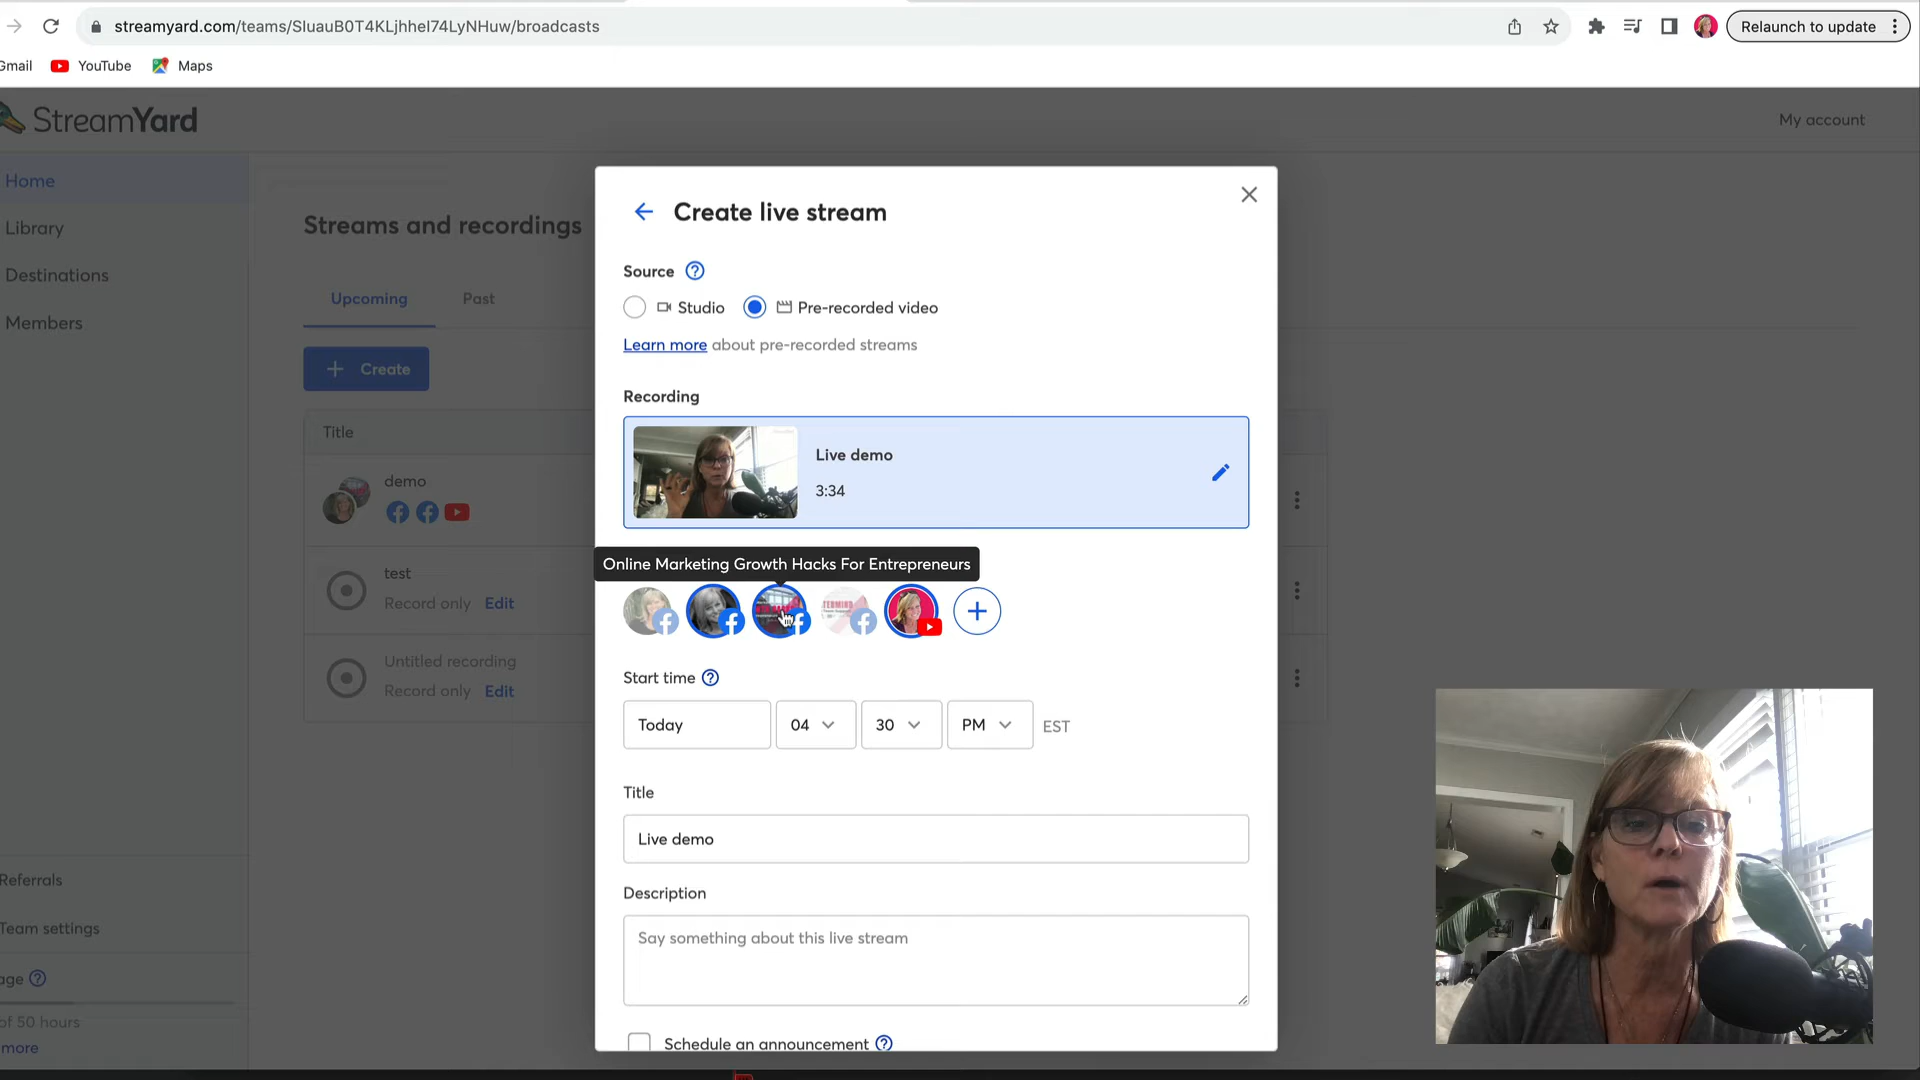 streamyard.com/teams/SIuauB0T4KLjhheI74LyNHuw/broadcasts
Relaunch to update
Gmail
YouTube
Maps
StreamYard
My account
Home
Library
Destinations
Members
Streams and recordings
Upcoming
Past
+ Create
Title
demo
test
Record only Edit
Untitled recording
Record only Edit
Referrals
Team settings
age ?
of 50 hours
more
Create live stream
Source ?
Studio
Pre-recorded video
Learn more about pre-recorded streams
Recording
Live demo
3:34
Online Marketing Growth Hacks For Entrepreneurs
Start time ?
Today
04
30
PM
EST
Title
Live demo
Description
Say something about this live stream
Schedule an announcement ?